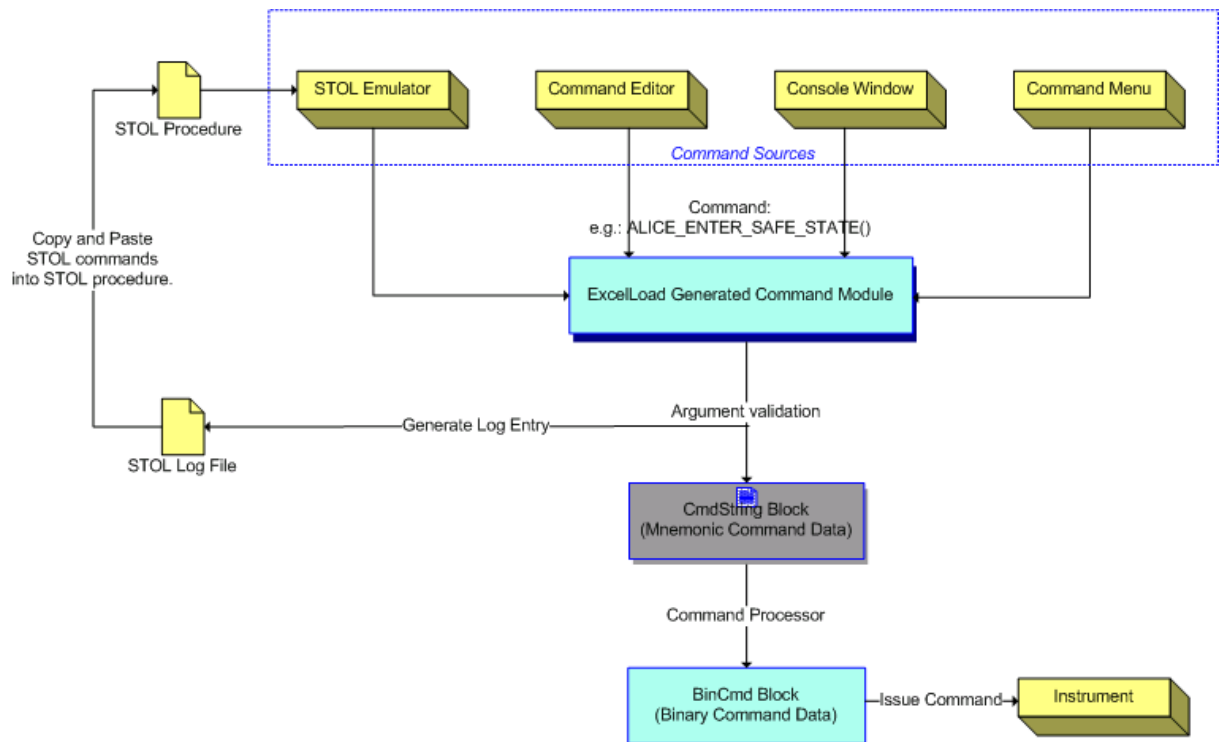 STOL Emulator
Command Editor
Console Window
Command Menu
STOL Procedure
Command Sources
Command:
e.g.: ALICE_ENTER_SAFE_STATE()
Copy and Paste
STOL commands
into STOL procedure.
ExcelLoad Generated Command Module
Argument validation
Generate Log Entry
STOL Log File
CmdString Block
(Mnemonic Command Data)
Command Processor
BinCmd Block
(Binary Command Data)
Issue Command
Instrument